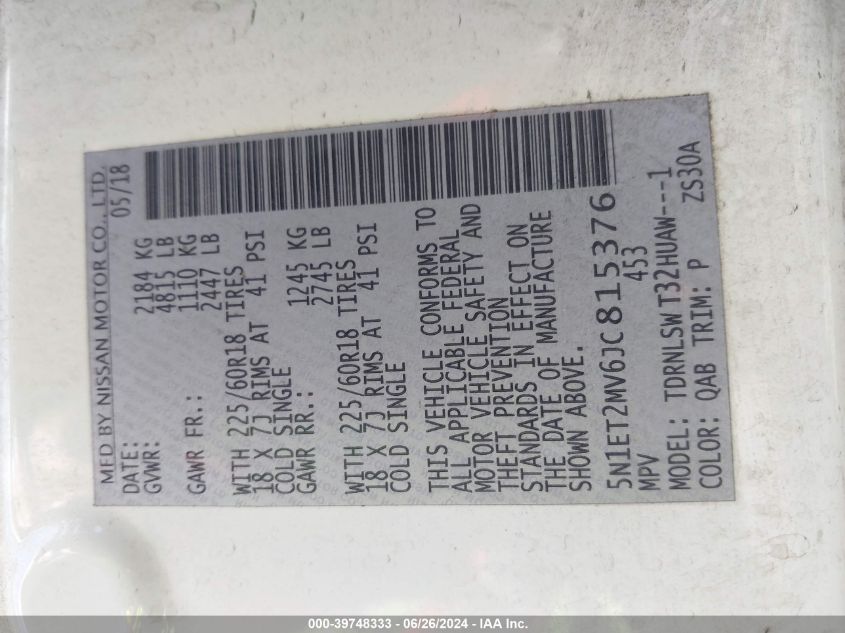 MFD BY NISSAN MOTOR CO., LTD.
DATE: 05/18
GVWR: 2184 KG
4815 LB
GAWR FR.: 1110 KG
2447 LB
WITH 225/60R18 TIRES
18 X 7J RIMS AT 41 PSI
COLD SINGLE
GAWR RR.: 1245 KG
2745 LB
WITH 225/60R18 TIRES
18 X 7J RIMS AT 41 PSI
COLD SINGLE
THIS VEHICLE CONFORMS TO
ALL APPLICABLE FEDERAL
MOTOR VEHICLE SAFETY AND
THEFT PREVENTION
STANDARDS IN EFFECT ON
THE DATE OF MANUFACTURE
SHOWN ABOVE.
5N1ET2MV6JC815376
MPV 453
MODEL: TDRNLSW T32HUAW---1
COLOR: QAB TRIM: P ZS30A
000-39748333 - 06/26/2024 - IAA Inc.